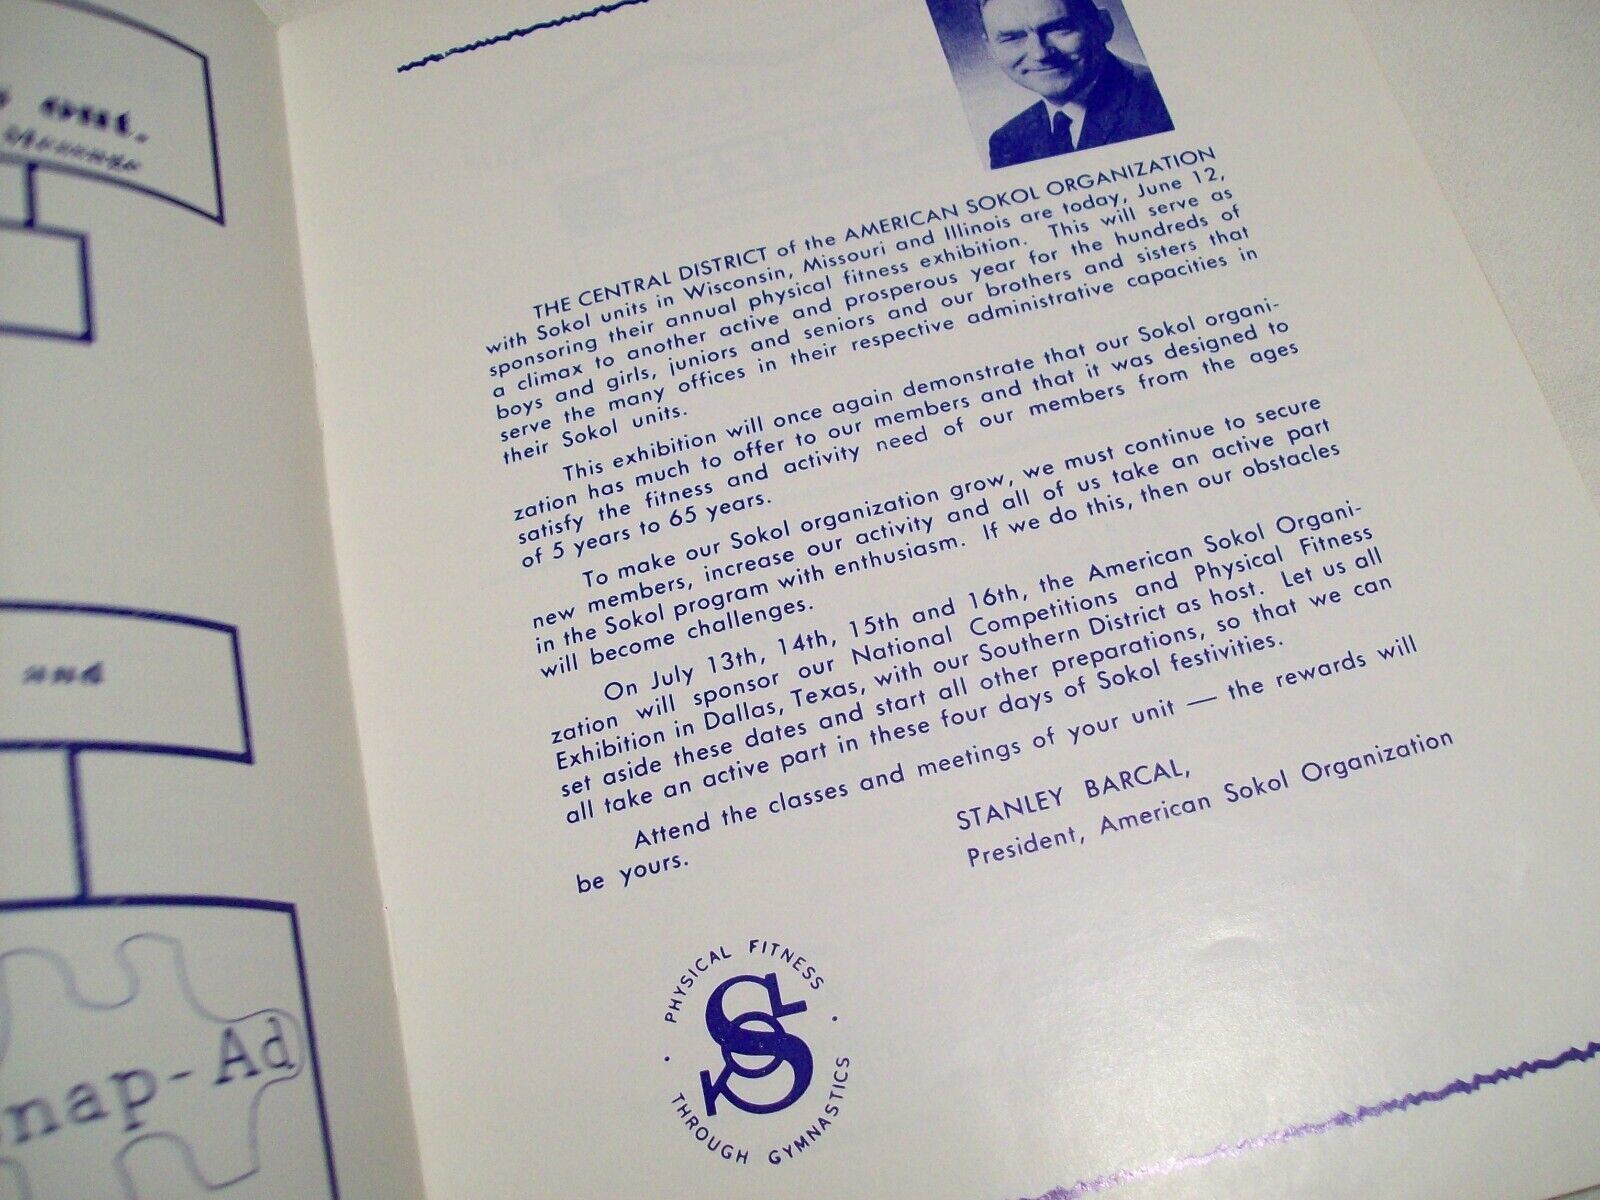 out.
and
Snap-Ad
THE CENTRAL DISTRICT of the AMERICAN SOKOL ORGANIZATION
with Sokol units in Wisconsin, Missouri and Illinois are today, June 12,
sponsoring their annual physical fitness exhibition. This will serve as
a climax to another active and prosperous year for the hundreds of
boys and girls, juniors and seniors and our brothers and sisters that
serve the many offices in their respective administrative capacities in
their Sokol units.
This exhibition will once again demonstrate that our Sokol organi-
zation has much to offer to our members and that it was designed to
satisfy the fitness and activity need of our members from the ages
of 5 years to 65 years.
To make our Sokol organization grow, we must continue to secure
new members, increase our activity and all of us take an active part
in the Sokol program with enthusiasm. If we do this, then our obstacles
will become challenges.
On July 13th, 14th, 15th and 16th, the American Sokol Organi-
zation will sponsor our National Competitions and Physical Fitness
Exhibition in Dallas, Texas, with our Southern District as host. Let us all
set aside these dates and start all other preparations, so that we can
all take an active part in these four days of Sokol festivities.
Attend the classes and meetings of your unit — the rewards will
be yours.
STANLEY BARCAL,
President, American Sokol Organization
PHYSICAL FITNESS
THROUGH GYMNASTICS